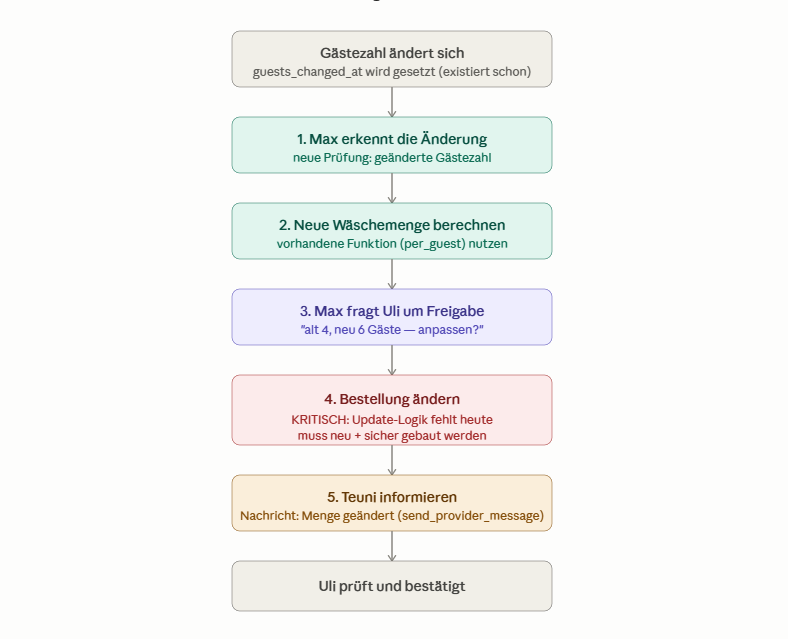 Gästezahl ändert sich
guests_changed_at wird gesetzt (existiert schon)
1. Max erkennt die Änderung
neue Prüfung: geänderte Gästezahl
2. Neue Wäschemenge berechnen
vorhandene Funktion (per_guest) nutzen
3. Max fragt Uli um Freigabe
"alt 4, neu 6 Gäste — anpassen?"
4. Bestellung ändern
KRITISCH: Update-Logik fehlt heute
muss neu + sicher gebaut werden
5. Teuni informieren
Nachricht: Menge geändert (send_provider_message)
Uli prüft und bestätigt